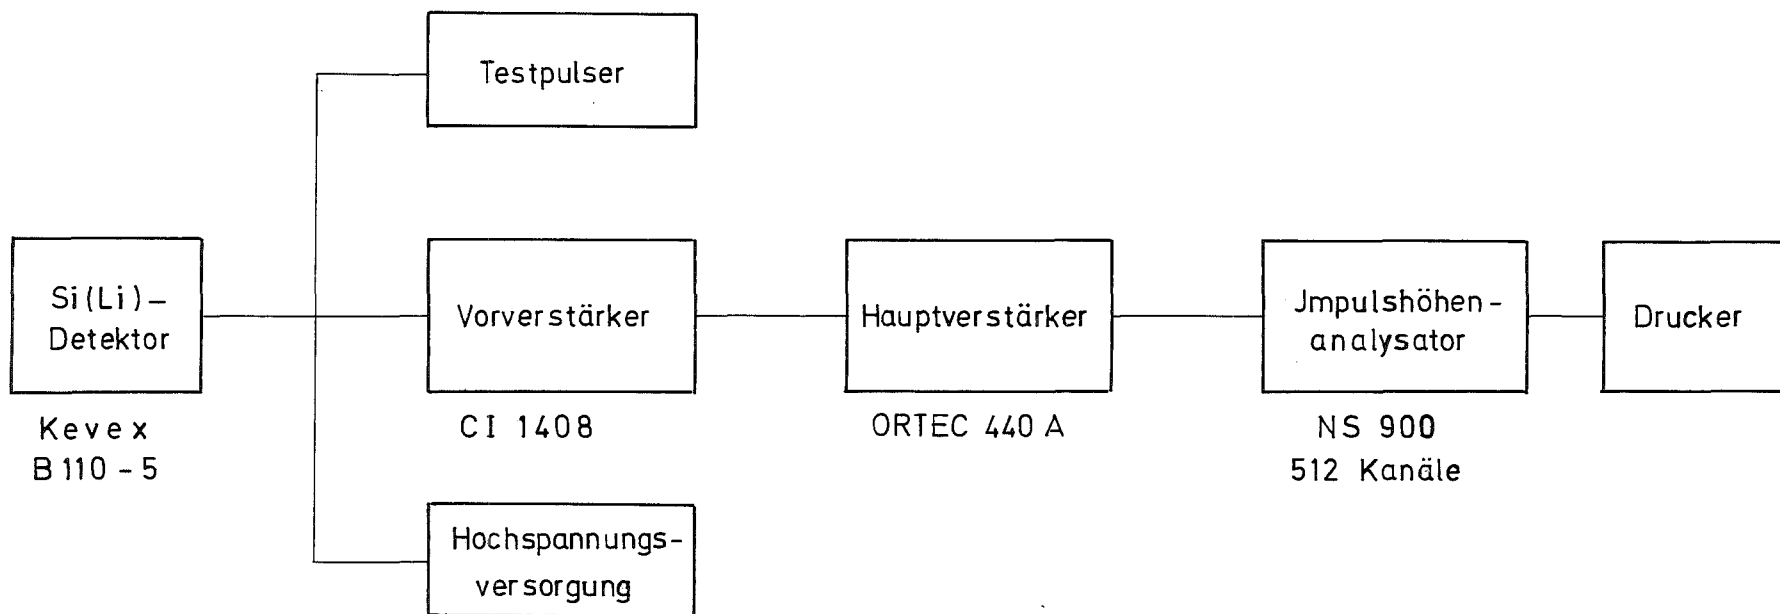 Testpulser
Si(Li)–
Detektor
Kevex
B 110 - 5
Vorverstärker
CI 1408
Hauptverstärker
ORTEC 440 A
Jmpulshöhen-
analysator
NS 900
512 Kanäle
Drucker
Hochspannungs-
versorgung